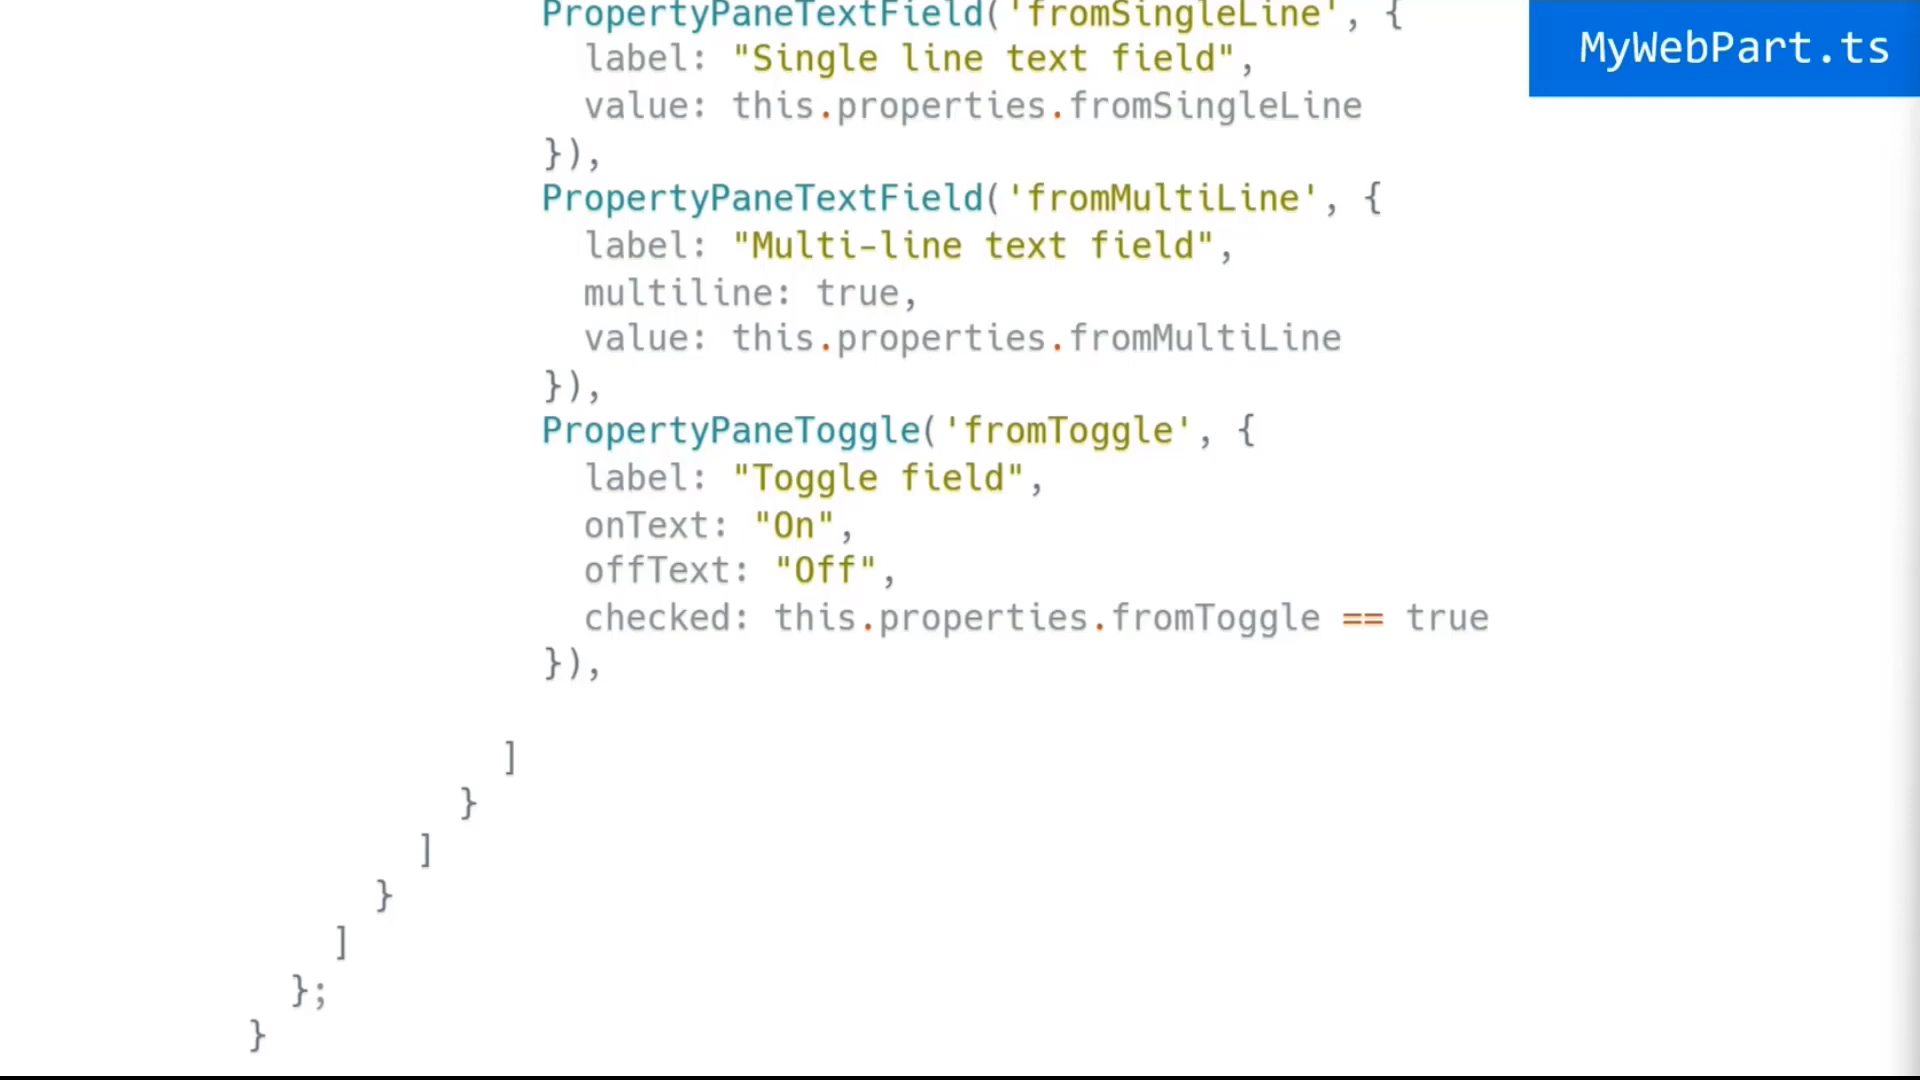 PropertyPaneTextField('fromSingleLine', {
MyWebPart.ts
label: "Single line text field",
value: this.properties.fromSingleLine
}),
PropertyPaneTextField('fromMultiLine', {
label: "Multi-line text field",
multiline: true,
value: this.properties.fromMultiLine
}),
PropertyPaneToggle('fromToggle', {
label: "Toggle field",
onText: "On",
offText: "Off",
checked: this.properties.fromToggle == true
}),
]
}
]
}
]
};
}